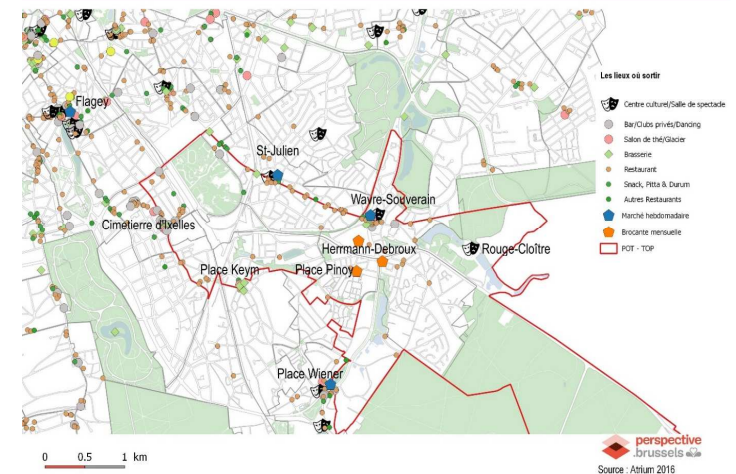 Les lieux où sortir
Centre culturel/Salle de spectacle
Bar/Clubs privés/Dancing
Salon de thé/Glacier
Brasserie
Restaurant
Snack, Pitta & Durum
Autres Restaurants
Marché hebdomadaire
Brocante mensuelle
POT - TOP
Flagey
St-Julien
Wavre-Souverain
Cimetierre d'Ixelles
Herrmann-Debroux
Rouge-Cloître
Place Keym
Place Pinoy
Place Wiener
0 0.5 1 km
perspective
.brussels
Source : Atrium 2016